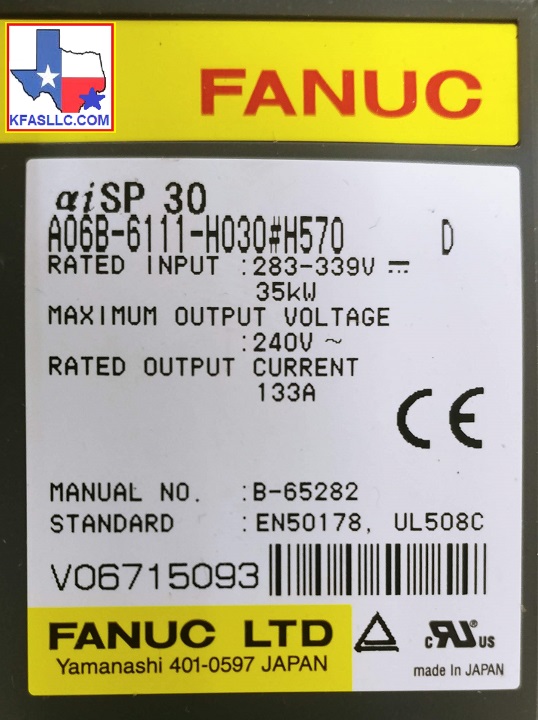 KFASLLC.COM
FANUC
αiSP 30
A06B-6111-H030#H570 D
RATED INPUT :283-339V ⎓
35kW
MAXIMUM OUTPUT VOLTAGE
:240V ~
RATED OUTPUT CURRENT
133A
CE
MANUAL NO. :B-65282
STANDARD :EN50178, UL508C
V06715093
FANUC LTD
Yamanashi 401-0597 JAPAN
c RU® US
made In JAPAN